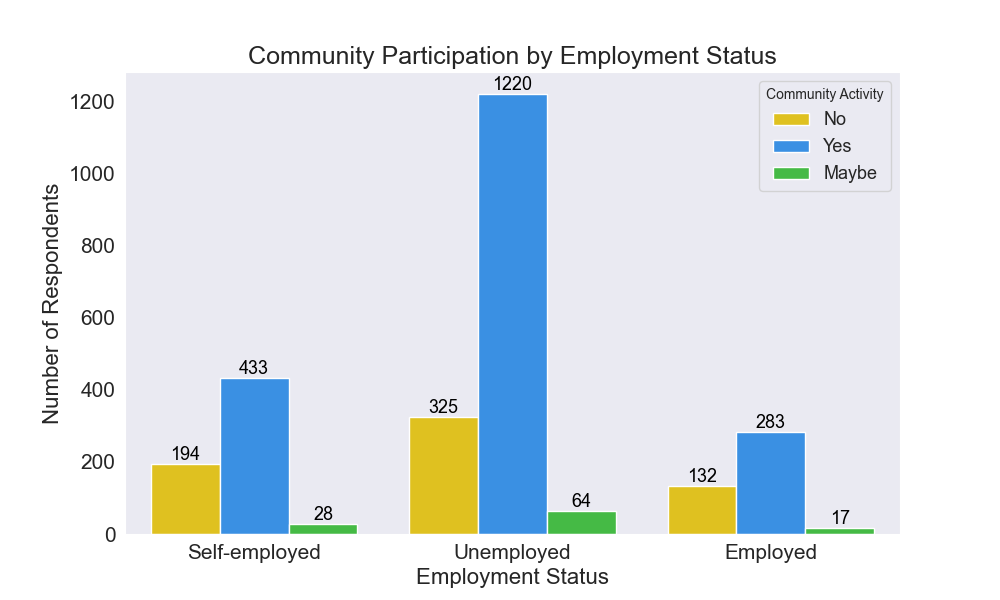 Community Participation by Employment Status
Community Activity
No
Yes
Maybe
Number of Respondents
1200
1000
800
600
400
200
0
194
433
28
325
1220
64
132
283
17
Self-employed
Unemployed
Employed
Employment Status